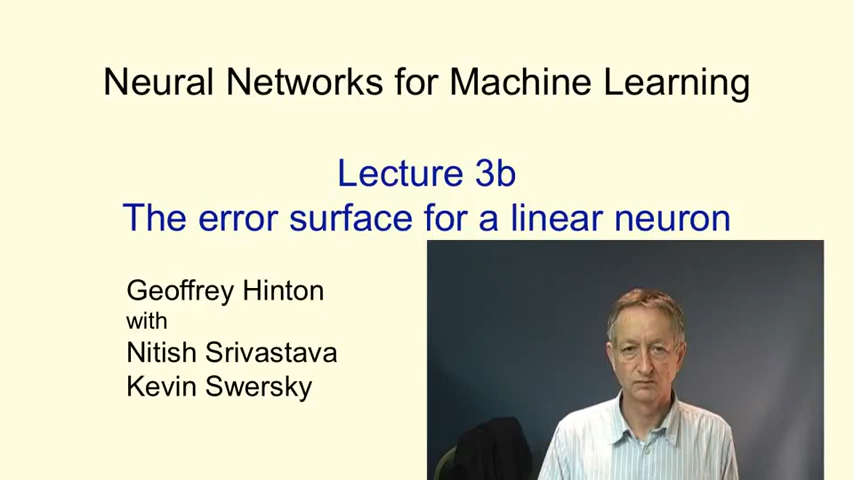 Neural Networks for Machine Learning
Lecture 3b
The error surface for a linear neuron
Geoffrey Hinton
with
Nitish Srivastava
Kevin Swersky